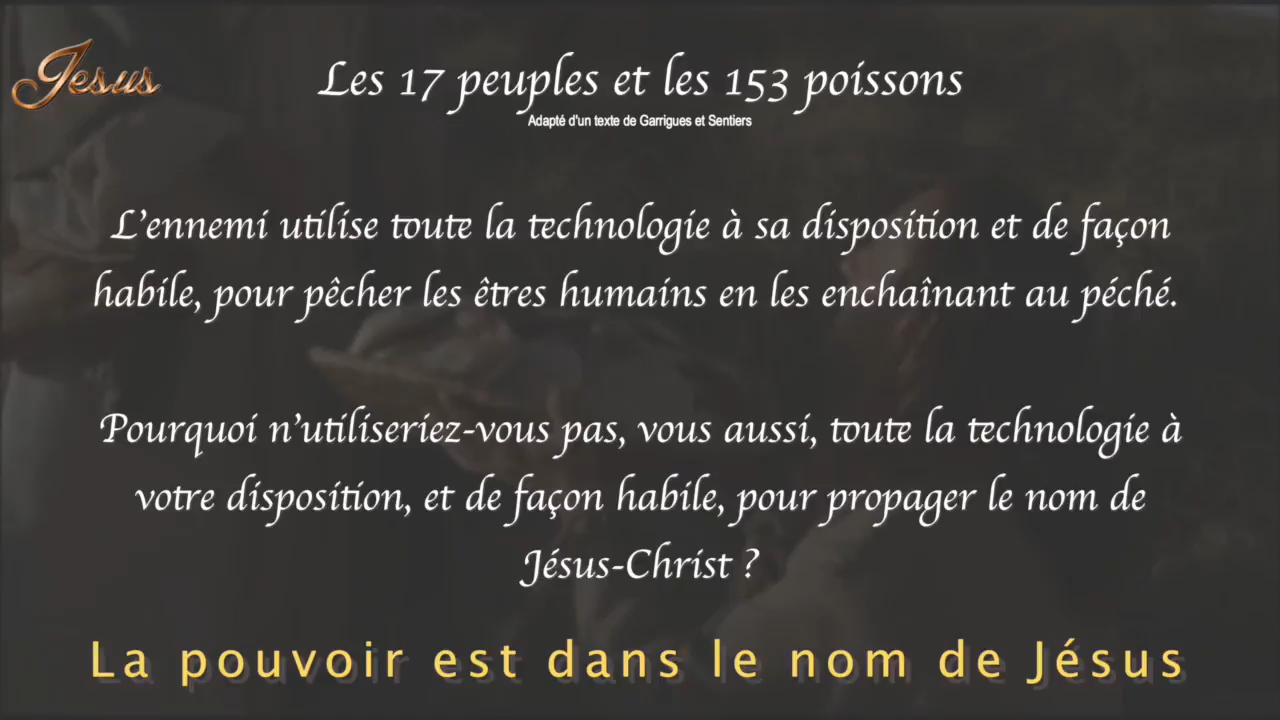 Jesus
Les 17 peuples et les 153 poissons
Adapté d'un texte de Garrigues et Sentiers
L'ennemi utilise toute la technologie à sa disposition et de façon
habile, pour pêcher les êtres humains en les enchaînant au péché.
Pourquoi n'utiliseriez-vous pas, vous aussi, toute la technologie à
votre disposition, et de façon habile, pour propager le nom de
Jésus-Christ ?
La pouvoir est dans le nom de Jésus